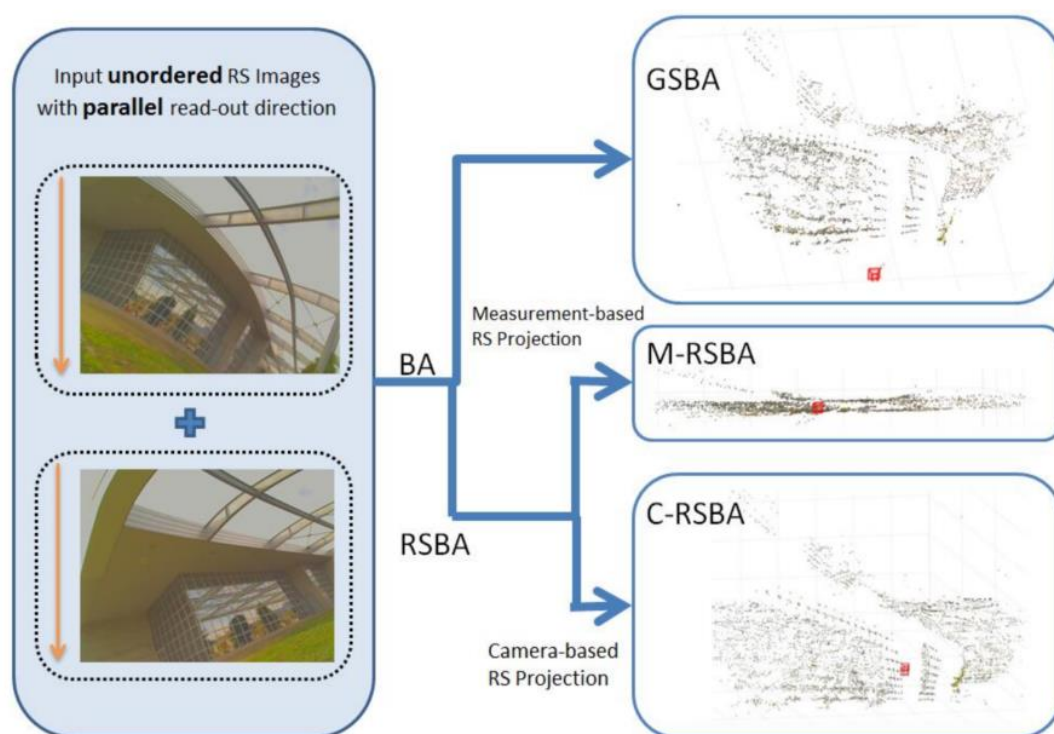 Input unordered RS Images
with parallel read-out direction
BA
RSBA
Measurement-based
RS Projection
Camera-based
RS Projection
GSBA
M-RSBA
C-RSBA